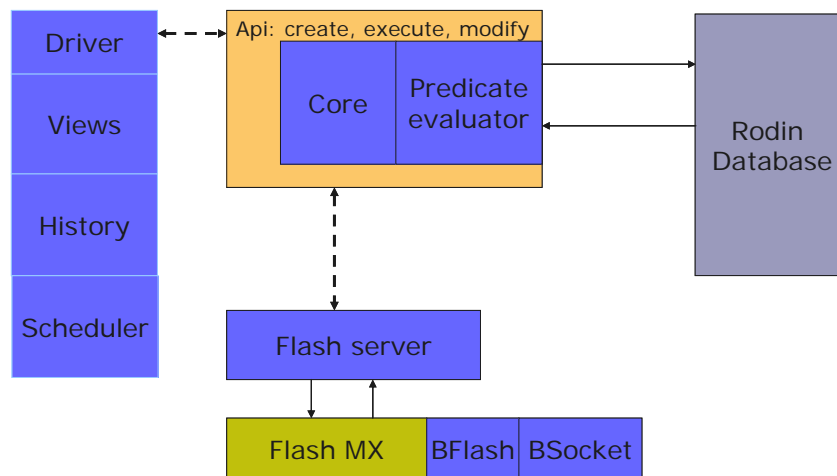 Driver
Views
History
Scheduler
Api: create, execute, modify
Core
Predicate
evaluator
Rodin
Database
Flash server
Flash MX
BFlash
BSocket